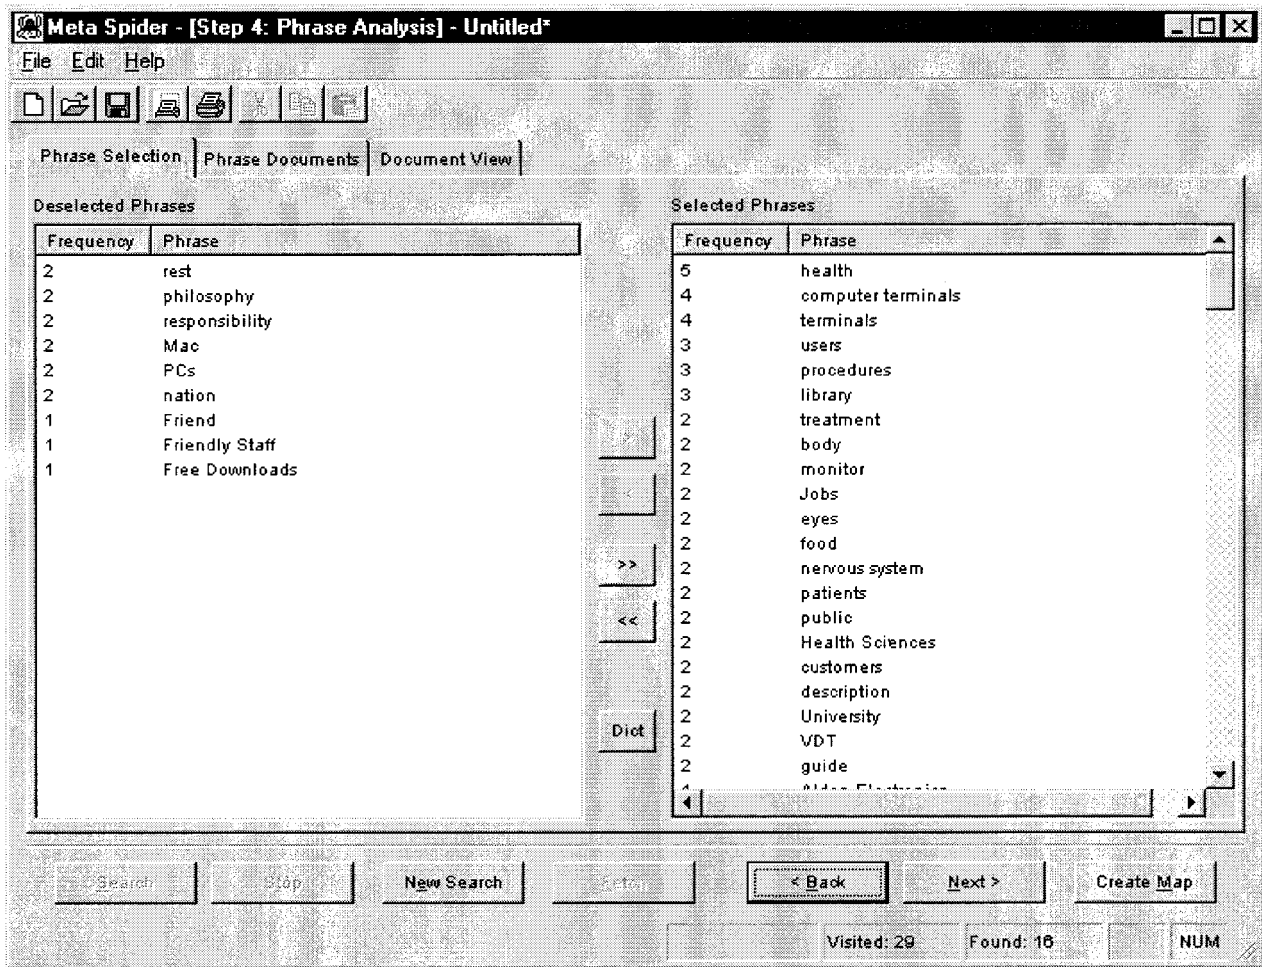 Meta Spider - [Step 4: Phrase Analysis] - Untitled*
File Edit Help
Phrase Selection Phrase Documents Document View
Deselected Phrases Selected Phrases
Frequency Phrase Frequency Phrase
2 rest 5 health
2 philosophy 4 computer terminals
2 responsibility 4 terminals
2 Mac 3 users
2 PCs 3 procedures
2 nation 3 library
1 Friend 2 treatment
1 Friendly Staff 2 body
1 Free Downloads 2 monitor
2 Jobs
2 eyes
2 food
>> 2 nervous system
2 patients
<< 2 public
2 Health Sciences
2 customers
2 description
2 University
Dict
2 VDT
2 guide
Search Stop New Search < Back Next > Create Map
Visited: 29 Found: 16 NUM